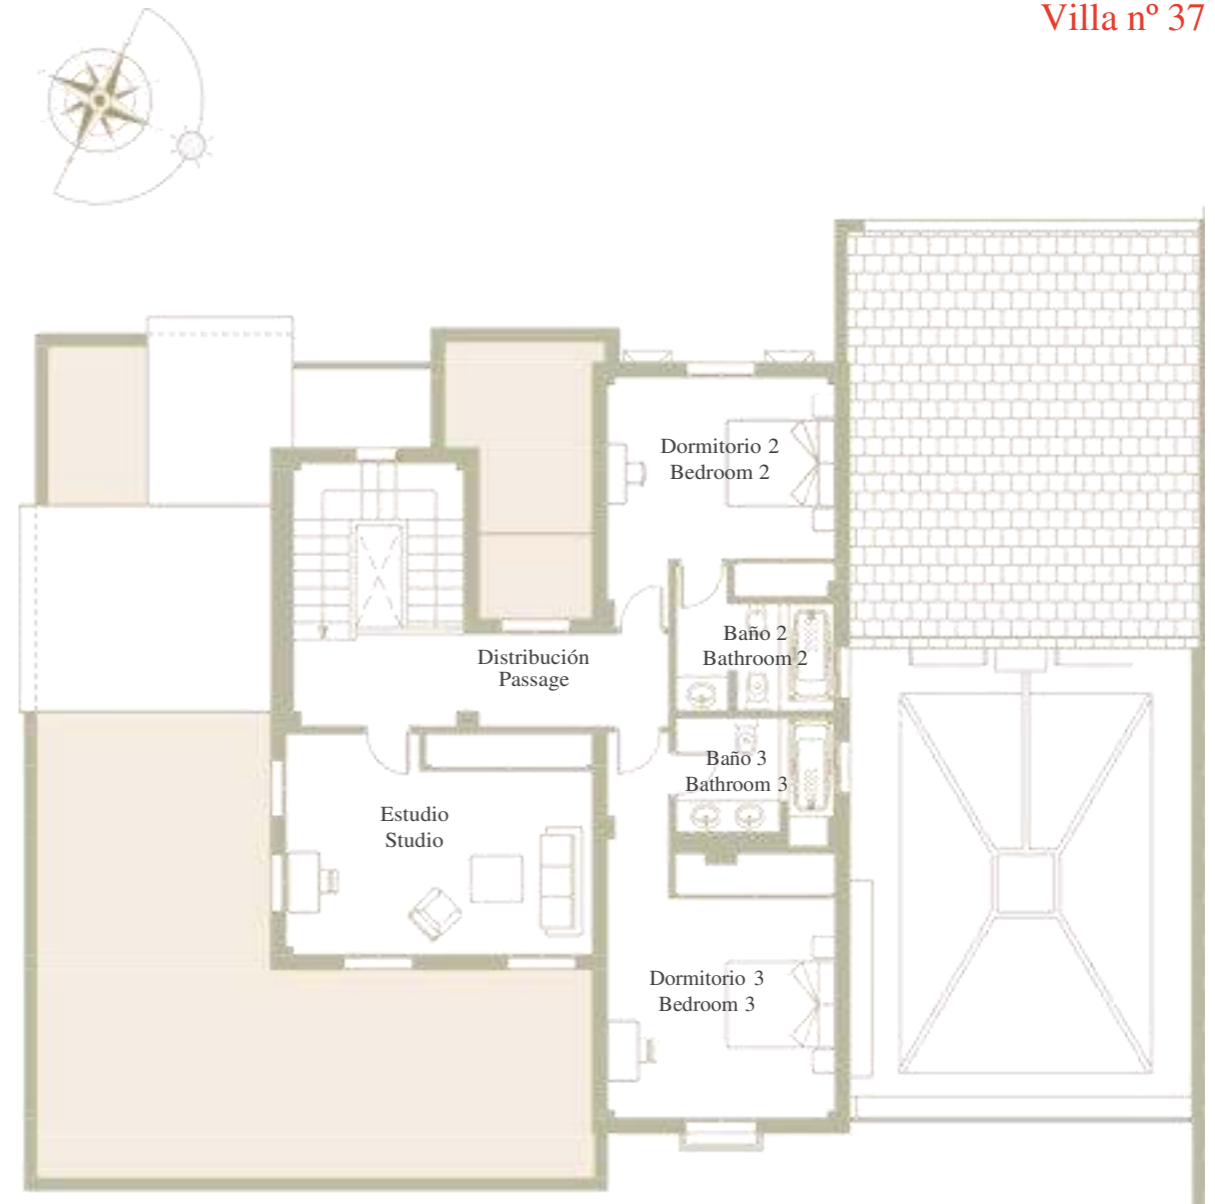 Villa nº 37
Dormitorio 2
Bedroom 2
Baño 2
Bathroom 2
Distribución
Passage
Baño 3
Bathroom 3
Estudio
Studio
Dormitorio 3
Bedroom 3